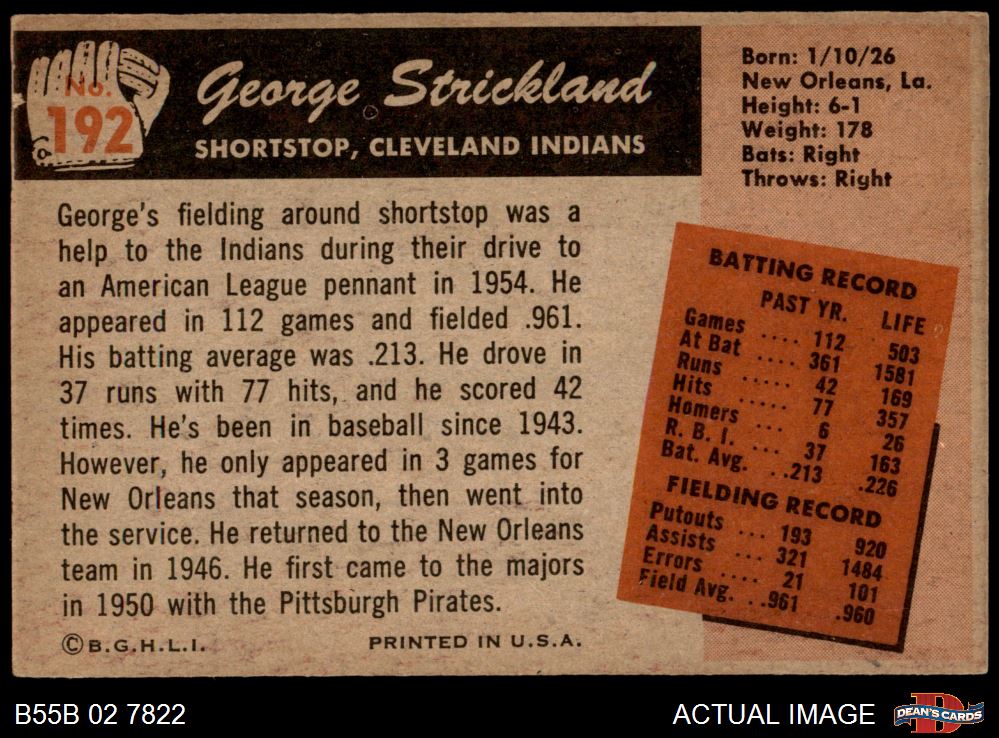 No.
192
George Strickland
SHORTSTOP, CLEVELAND INDIANS
Born: 1/10/26
New Orleans, La.
Height: 6-1
Weight: 178
Bats: Right
Throws: Right
George's fielding around shortstop was a
help to the Indians during their drive to
an American League pennant in 1954. He
appeared in 112 games and fielded .961.
His batting average was .213. He drove in
37 runs with 77 hits, and he scored 42
times. He's been in baseball since 1943.
However, he only appeared in 3 games for
New Orleans that season, then went into
the service. He returned to the New Orleans
team in 1946. He first came to the majors
in 1950 with the Pittsburgh Pirates.
©B.G.H.L.I. PRINTED IN U.S.A.
BATTING RECORD
PAST YR. LIFE
Games .... 112 503
At Bat .... 361 1581
Runs ..... 42 169
Hits ..... 77 357
Homers ... 6 26
R. B. I. ... 37 163
Bat. Avg. ..213 .226
FIELDING RECORD
Putouts ... 193 920
Assists ... 321 1484
Errors .... 21 101
Field Avg. ..961 .960
B55B 02 7822
ACTUAL IMAGE
DEAN'S CARDS